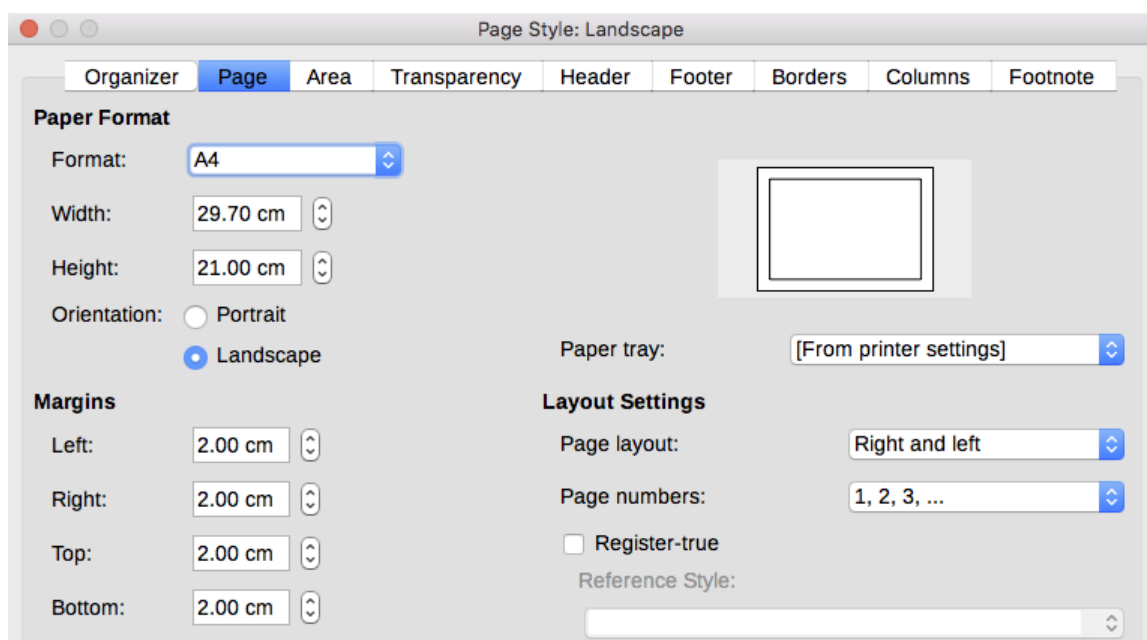 Page Style: Landscape
Organizer Page Area Transparency Header Footer Borders Columns Footnote
Paper Format
Format: A4
Width: 29.70 cm
Height: 21.00 cm
Orientation: Portrait
Landscape
Paper tray: [From printer settings]
Margins
Left: 2.00 cm
Right: 2.00 cm
Top: 2.00 cm
Bottom: 2.00 cm
Layout Settings
Page layout: Right and left
Page numbers: 1, 2, 3, ...
Register-true
Reference Style: